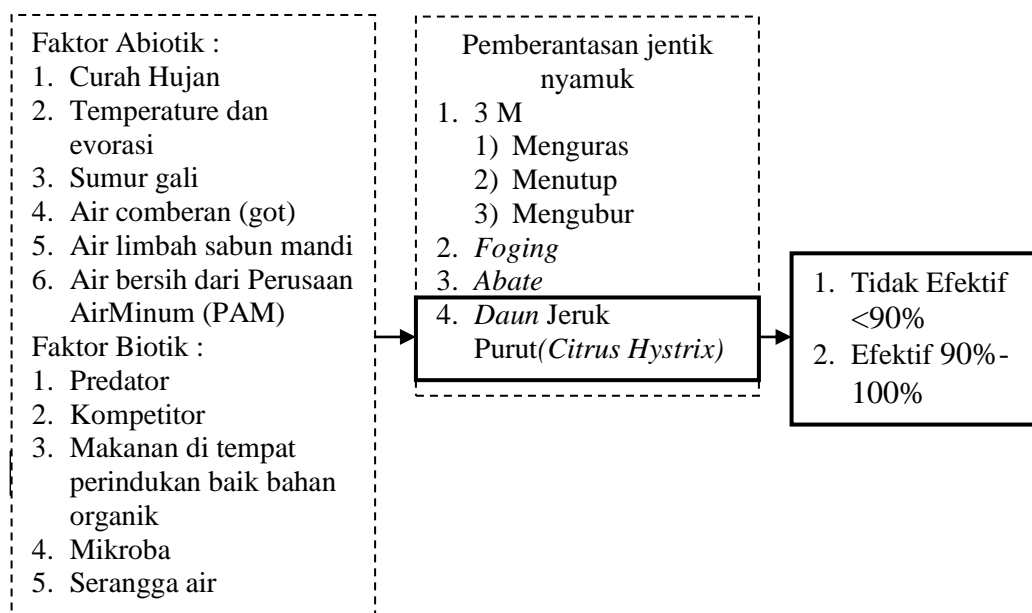 Faktor Abiotik :
1. Curah Hujan
2. Temperature dan
evorasi
3. Sumur gali
4. Air comberan (got)
5. Air limbah sabun mandi
6. Air bersih dari Perusaan
AirMinum (PAM)
Faktor Biotik :
1. Predator
2. Kompetitor
3. Makanan di tempat
perindukan baik bahan
organik
4. Mikroba
5. Serangga air
Pemberantasan jentik
nyamuk
1. 3 M
1) Menguras
2) Menutup
3) Mengubur
2. Foging
3. Abate
4. Daun Jeruk
Purut(Citrus Hystrix)
1. Tidak Efektif
<90%
2. Efektif 90%-
100%